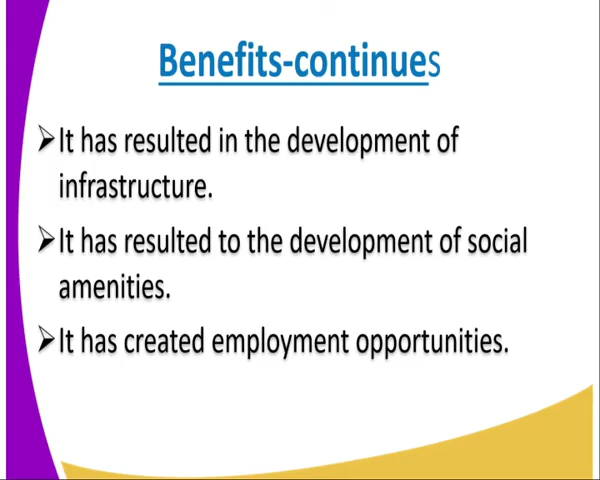 Benefits-continues
It has resulted in the development of
infrastructure.
It has resulted to the development of social
amenities.
It has created employment opportunities.